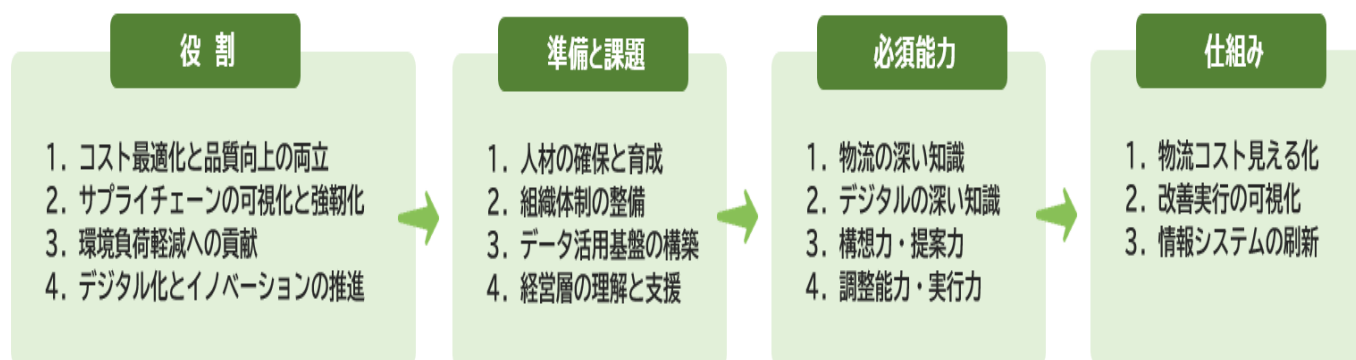 役 割
1. コスト最適化と品質向上の両立
2. サプライチェーンの可視化と強靭化
3. 環境負荷軽減への貢献
4. デジタル化とイノベーションの推進
準備と課題
1. 人材の確保と育成
2. 組織体制の整備
3. データ活用基盤の構築
4. 経営層の理解と支援
必須能力
1. 物流の深い知識
2. デジタルの深い知識
3. 構想力・提案力
4. 調整能力・実行力
仕組み
1. 物流コスト見える化
2. 改善実行の可視化
3. 情報システムの刷新